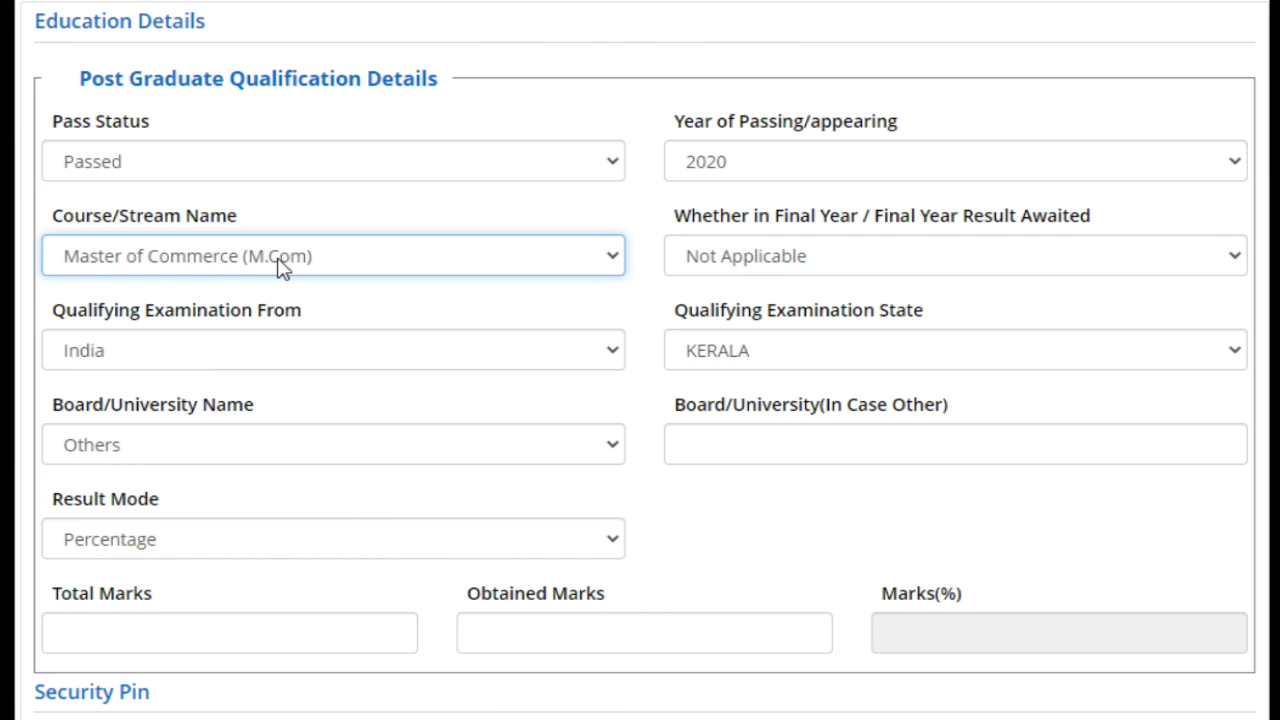 Education Details
Post Graduate Qualification Details
Pass Status
Year of Passing/appearing
Passed
2020
Course/Stream Name
Whether in Final Year / Final Year Result Awaited
Master of Commerce (M.Com)
Not Applicable
Qualifying Examination From
Qualifying Examination State
India
KERALA
Board/University Name
Board/University(In Case Other)
Others
Result Mode
Percentage
Total Marks
Obtained Marks
Marks(%)
Security Pin